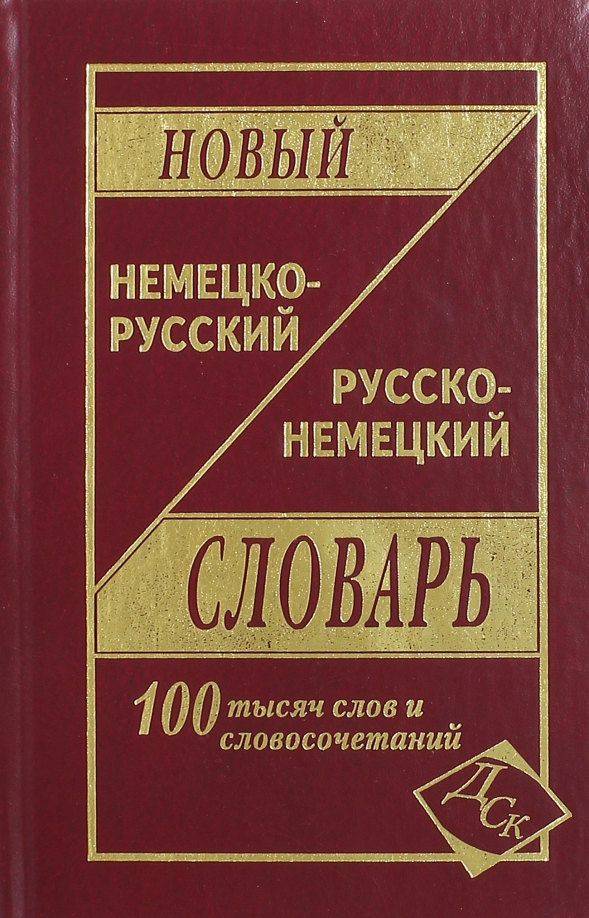 НОВЫЙ
НЕМЕЦКО-
РУССКИЙ
РУССКО-
НЕМЕЦКИЙ
СЛОВАРЬ
100 тысяч слов и
словосочетаний
ДСК